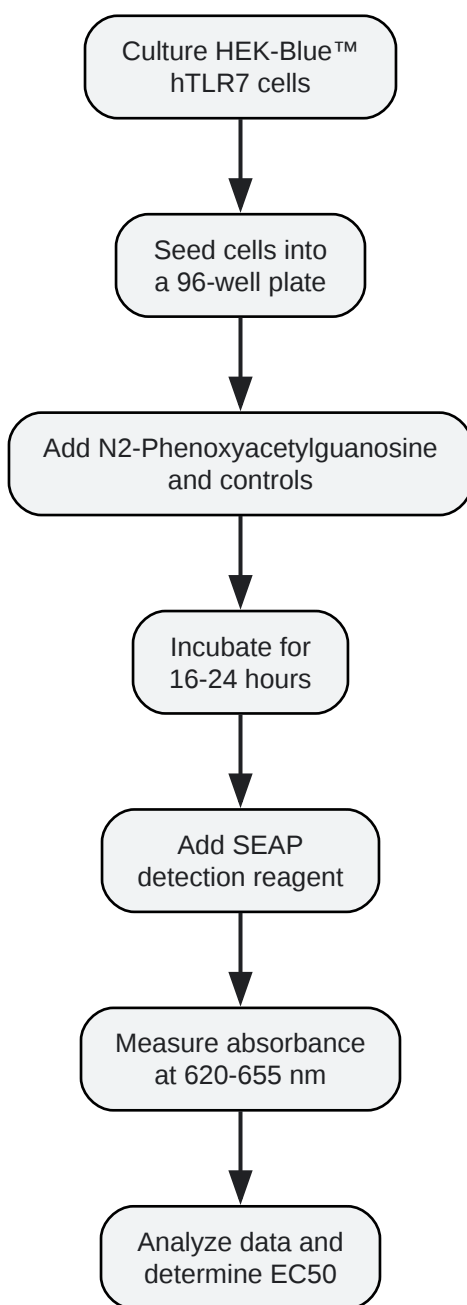 Culture HEK-Blue™
hTLR7 cells
Seed cells into
a 96-well plate
Add N2-Phenoxyacetylguanosine
and controls
Incubate for
16-24 hours
Add SEAP
detection reagent
Measure absorbance
at 620-655 nm
Analyze data and
determine EC50